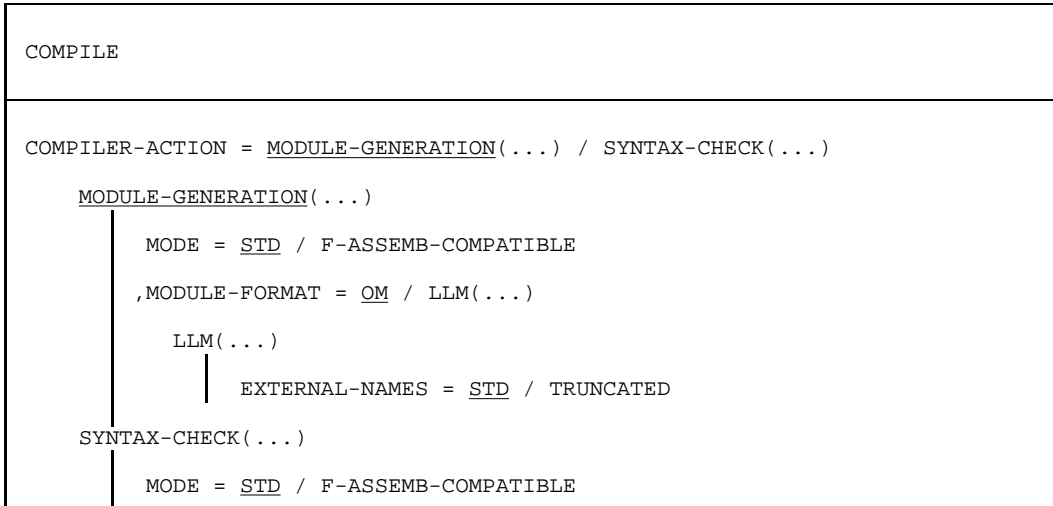 COMPILE
COMPILER-ACTION = MODULE-GENERATION(...) / SYNTAX-CHECK(...)
MODULE-GENERATION(...)
MODE = STD / F-ASSEMB-COMPATIBLE
,MODULE-FORMAT = OM / LLM(...)
LLM(...)
EXTERNAL-NAMES = STD / TRUNCATED
SYNTAX-CHECK(...)
MODE = STD / F-ASSEMB-COMPATIBLE